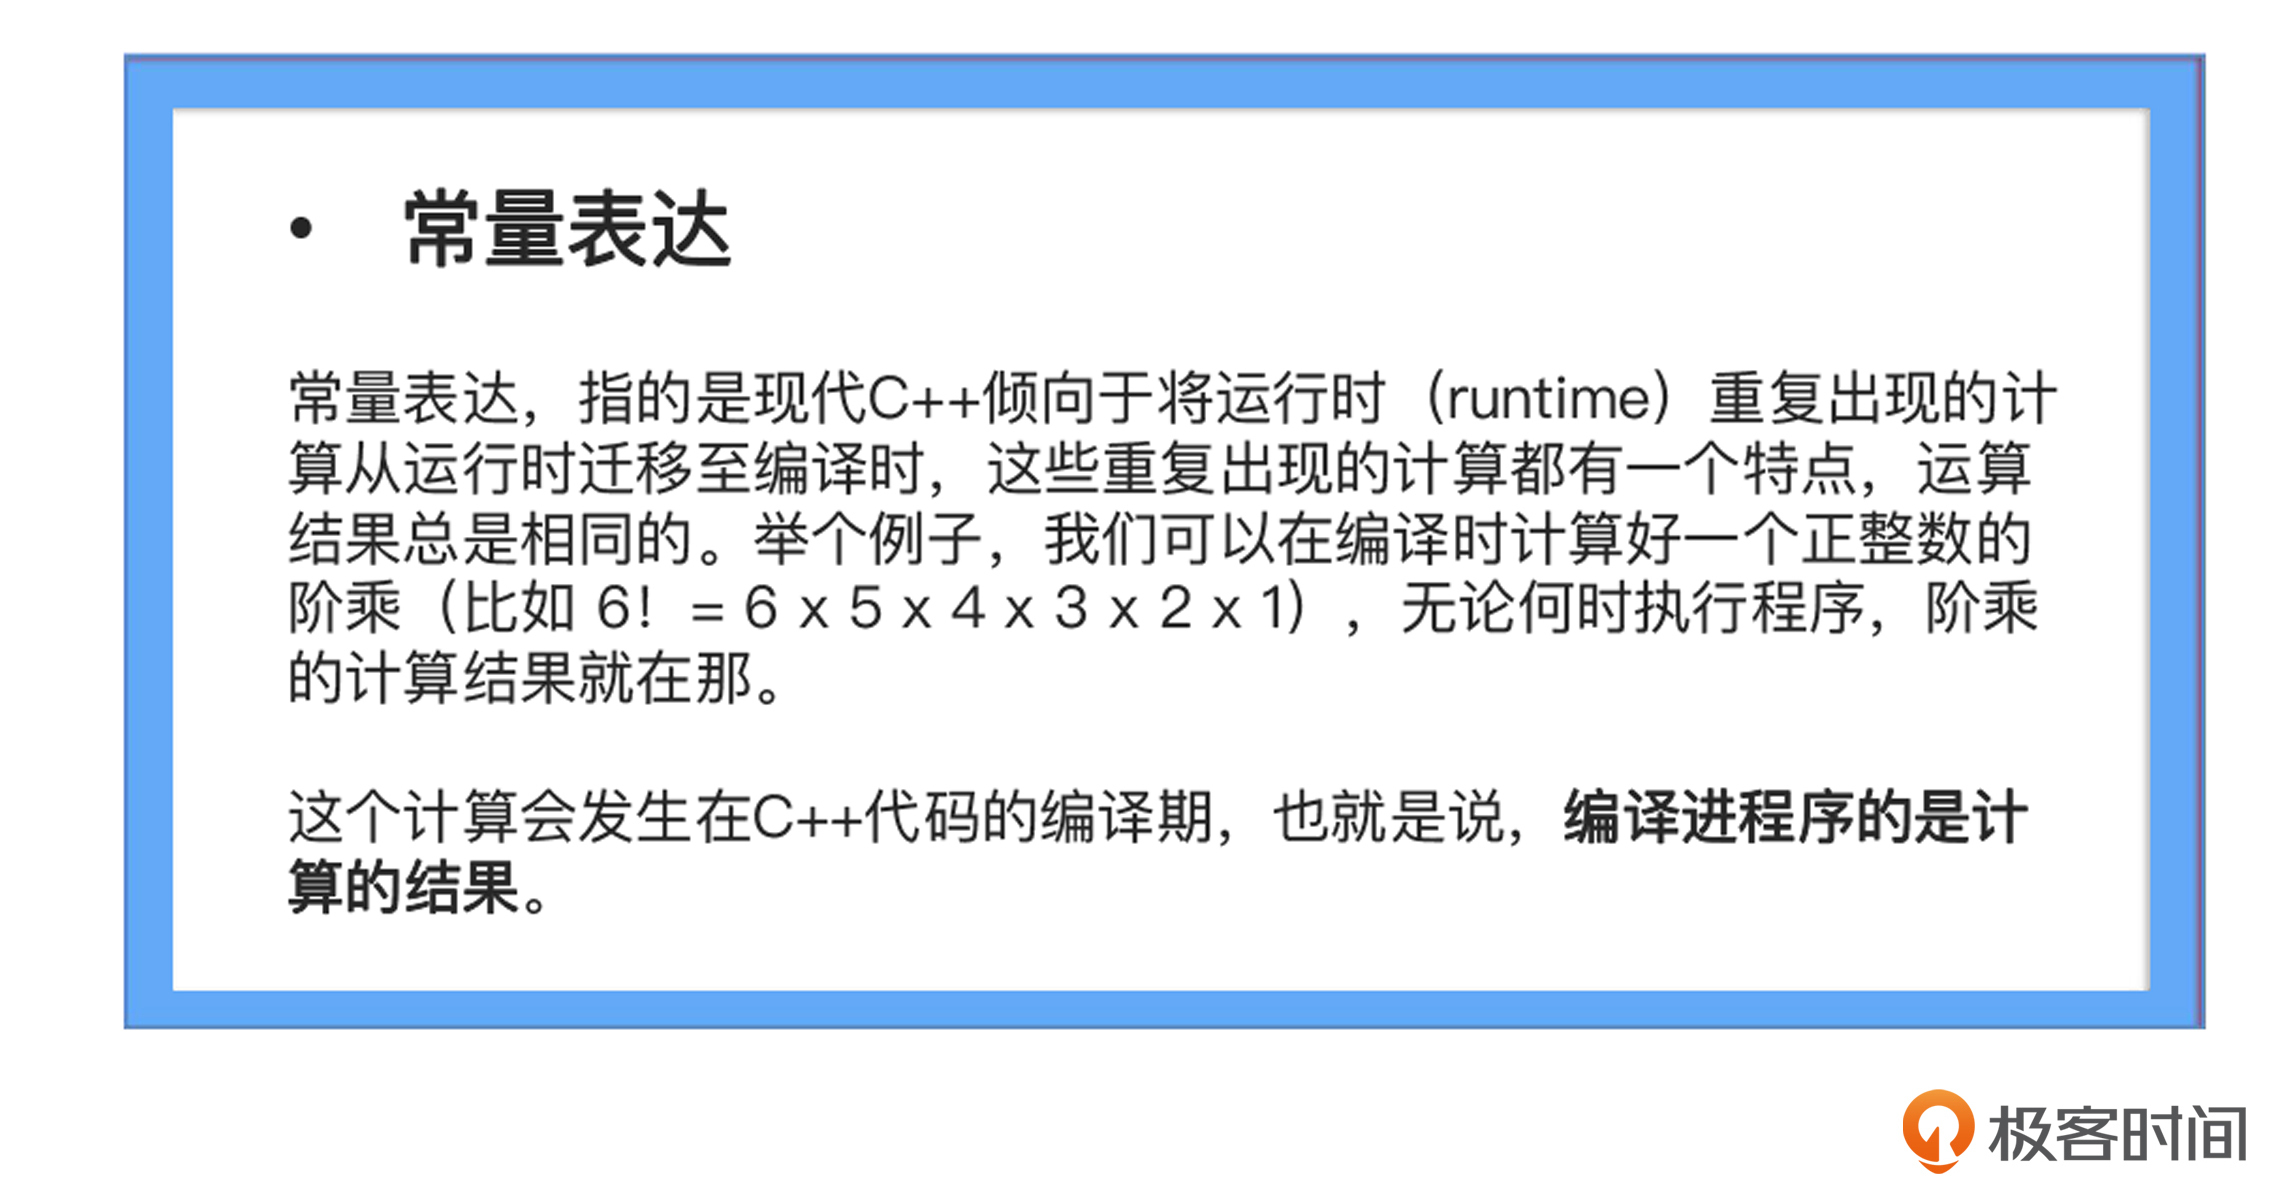 • 常量表达
常量表达，指的是现代C++倾向于将运行时（runtime）重复出现的计
算从运行时迁移至编译时，这些重复出现的计算都有一个特点，运算
结果总是相同的。举个例子，我们可以在编译时计算好一个正整数的
阶乘（比如 6！ = 6 x 5 x 4 x 3 x 2 x 1），无论何时执行程序，阶乘
的计算结果就在那。
这个计算会发生在C++代码的编译期，也就是说，编译进程序的是计
算的结果。
极客时间